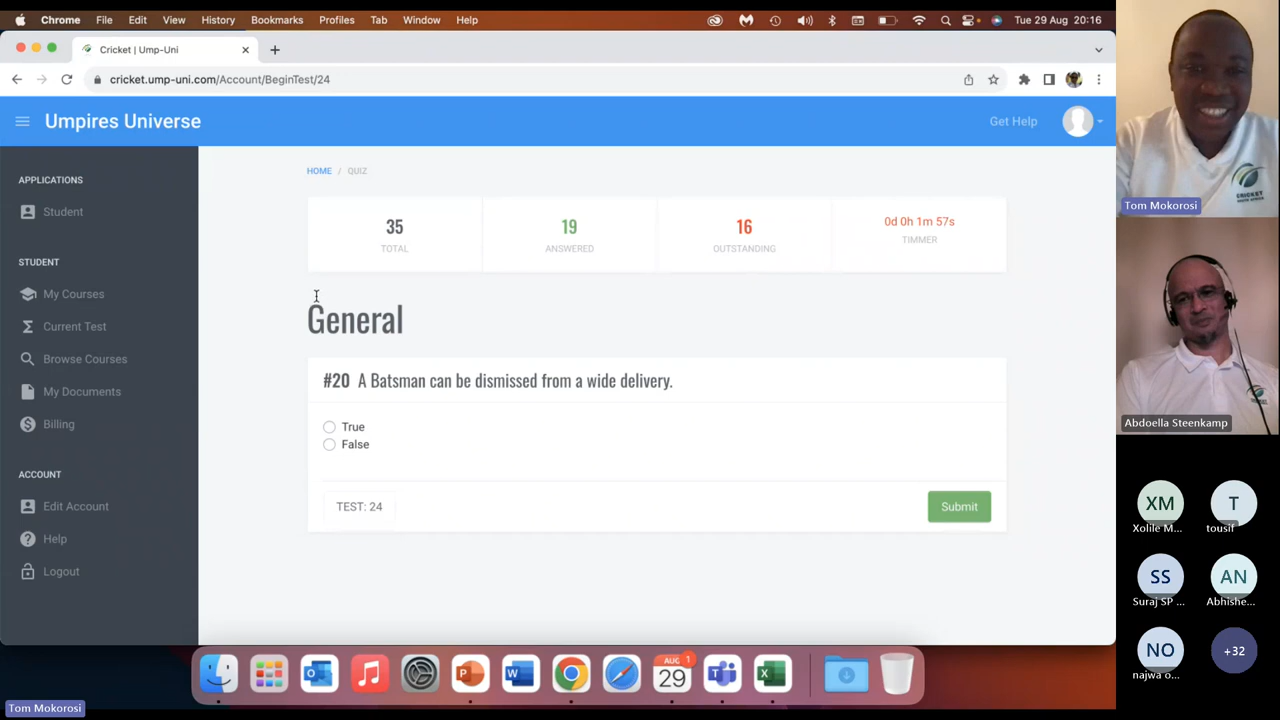 Chrome File Edit View History Bookmarks Profiles Tab Window Help Tue 29 Aug 20:16
Cricket | Ump-Uni
cricket.ump-uni.com/Account/BeginTest/24
Umpires Universe
Get Help
APPLICATIONS
Student
STUDENT
My Courses
Current Test
Browse Courses
My Documents
Billing
ACCOUNT
Edit Account
Help
Logout
HOME / QUIZ
35
TOTAL
19
ANSWERED
16
OUTSTANDING
0d 0h 1m 57s
TIMMER
General
#20 A Batsman can be dismissed from a wide delivery.
True
False
TEST: 24
Submit
AUG
29
1
Tom Mokorosi
CRICKET
Tom Mokorosi
Abdoella Steenkamp
XM
Xolile M...
T
tousif
SS
Suraj SP ...
AN
Abhishe...
NO
najwa o...
+32